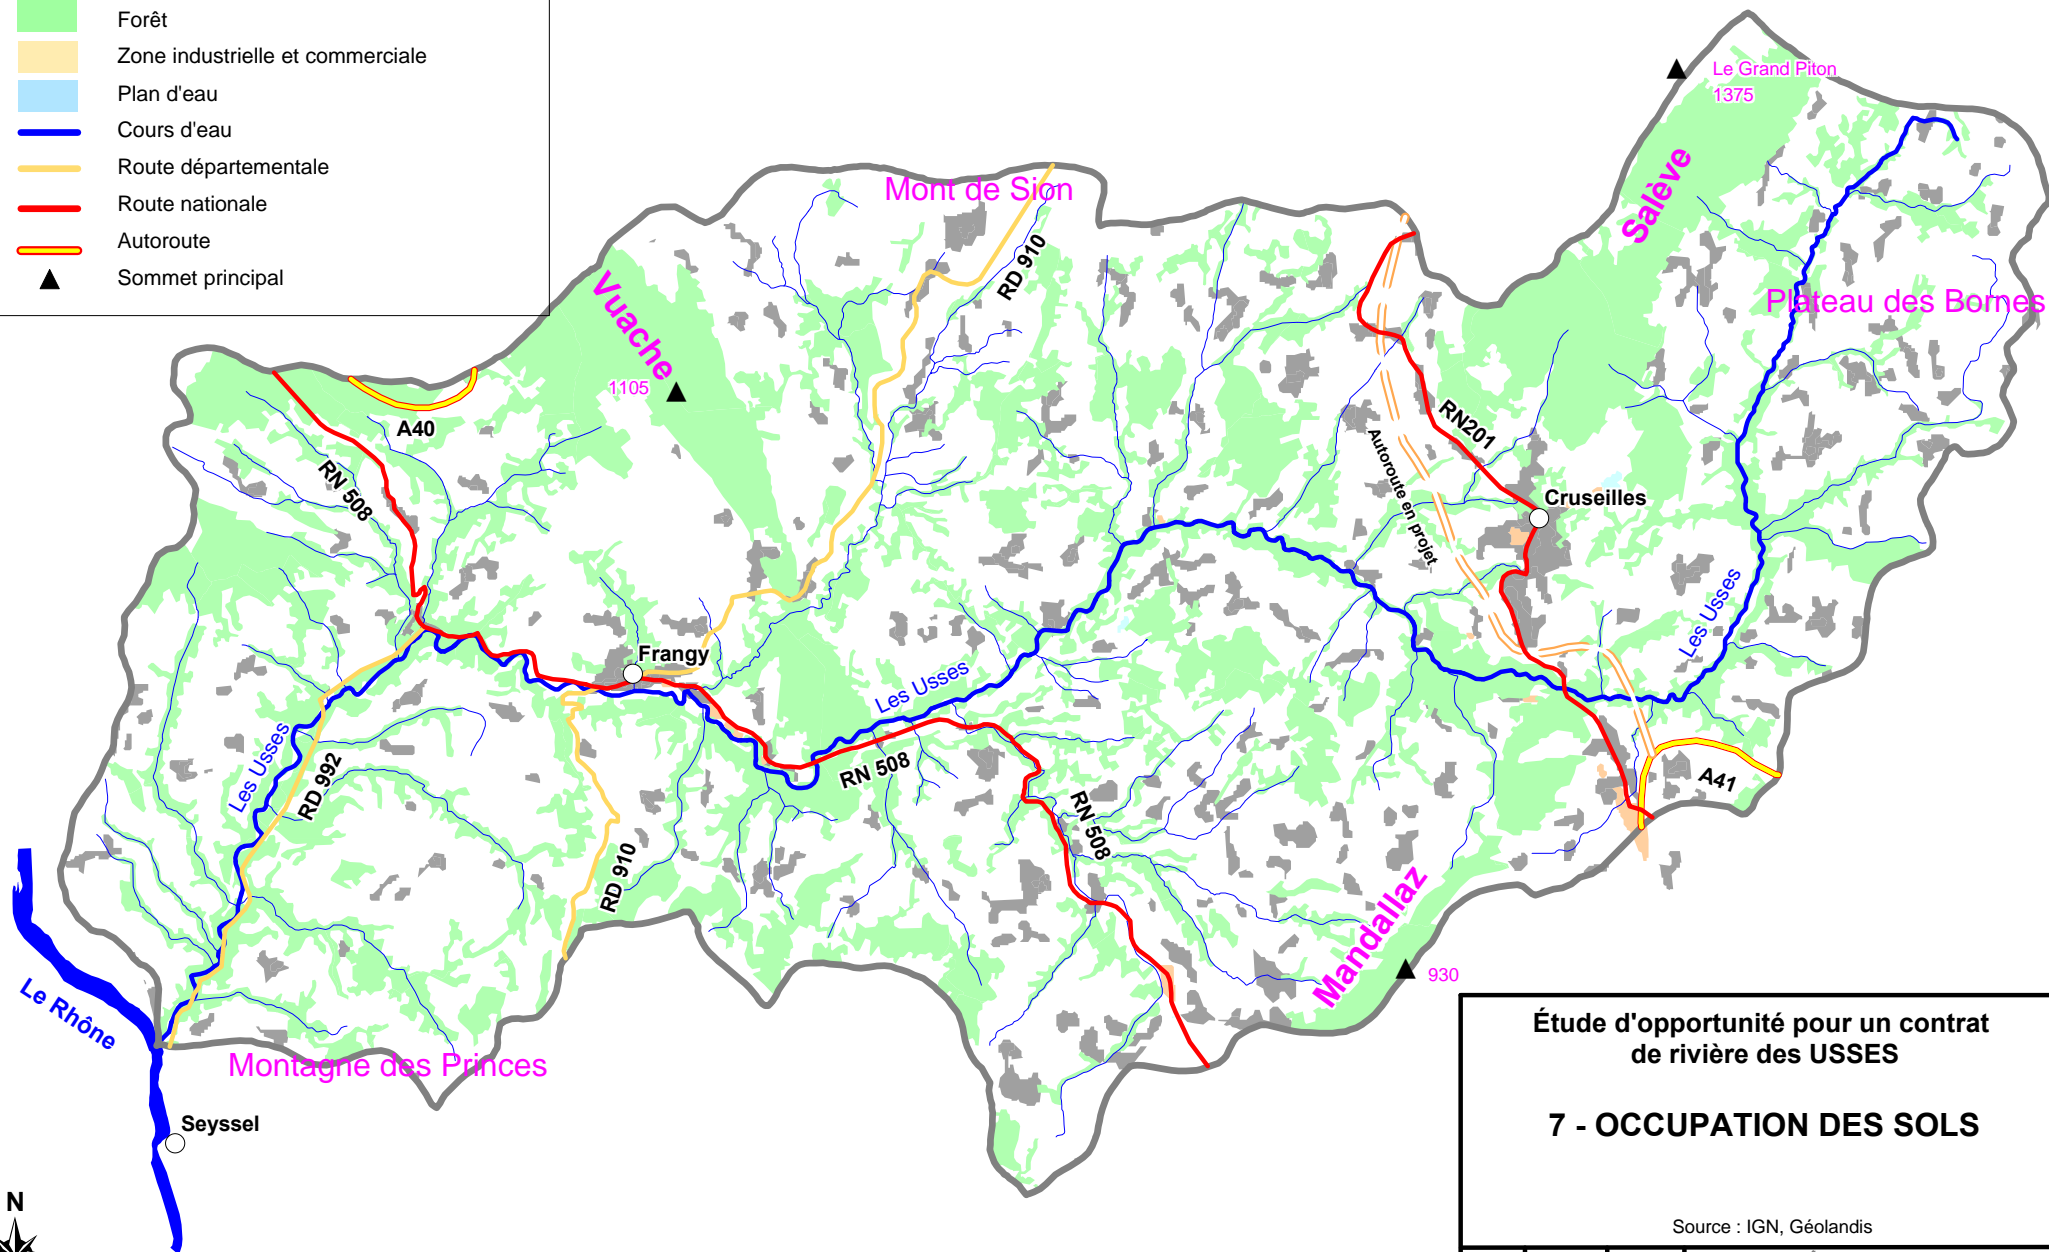 Forêt
Zone industrielle et commerciale
Plan d'eau
Cours d'eau
Route départementale
Route nationale
Autoroute
Sommet principal
Le Grand Piton
1375
Salève
Mont de Sion
RD 910
Vuache
1105
Plateau des Bornes
A40
RN 508
RN201
Autoroute en projet
Cruseilles
Les Usses
Frangy
Les Usses
RN 508
Les Usses
RD 992
RD 910
RN 508
A41
Mandallaz
930
Le Rhône
Montagne des Princes
Seyssel
N
Étude d'opportunité pour un contrat
de rivière des USSES
7 - OCCUPATION DES SOLS
Source : IGN, Géolandis